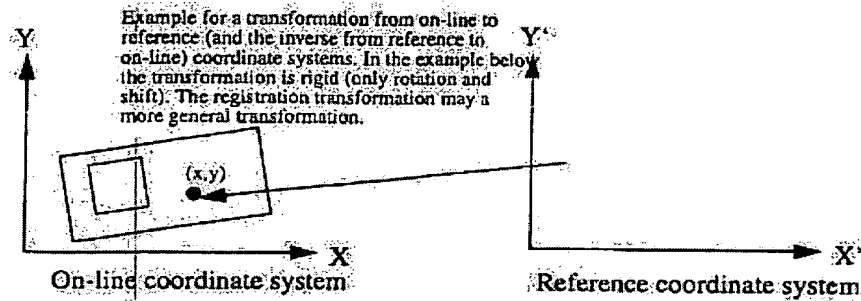 Example for a transformation from on-line to
reference (and the inverse from reference to
on-line) coordinate systems. In the example below
the transformation is rigid (only rotation and
shift). The registration transformation may a
more general transformation.
Y
Y'
(x,y)
X
X'
On-line coordinate system
Reference coordinate system